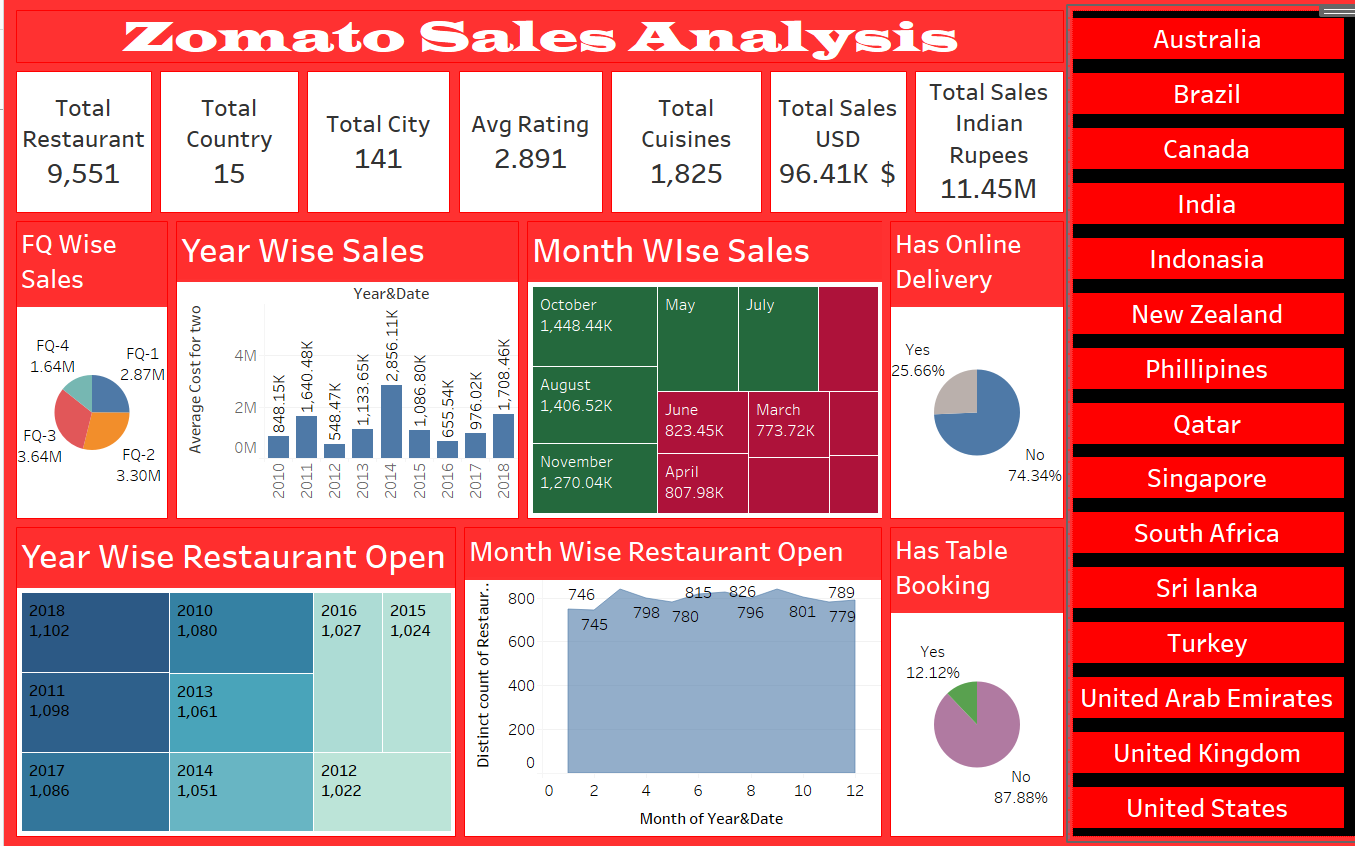 Zomato Sales Analysis
Total
Restaurant
9,551
Total
Country
15
Total City
141
Avg Rating
2.891
Total
Cuisines
1,825
Total Sales
USD
96.41K $
Total Sales
Indian
Rupees
11.45M
FQ Wise
Sales
FQ-4
1.64M
FQ-1
2.87M
FQ-3
3.64M
FQ-2
3.30M
Year Wise Sales
Year&Date
Average Cost for two
4M
2M
0M
848.15K
1,640.48K
548.47K
1,133.65K
2,856.11K
1,086.80K
655.54K
976.02K
1,708.46K
2010
2011
2012
2013
2014
2015
2016
2017
2018
Month WIse Sales
October
1,448.44K
August
1,406.52K
November
1,270.04K
May
July
June
823.45K
March
773.72K
April
807.98K
Has Online
Delivery
Yes
25.66%
No
74.34%
Year Wise Restaurant Open
2018
1,102
2011
1,098
2017
1,086
2010
1,080
2013
1,061
2014
1,051
2016
1,027
2015
1,024
2012
1,022
Month Wise Restaurant Open
Distinct count of Restaur..
800
600
400
200
0
746
745
798
780
815
826
796
801
789
779
0
2
4
6
8
10
12
Month of Year&Date
Has Table
Booking
Yes
12.12%
No
87.88%
Australia
Brazil
Canada
India
Indonasia
New Zealand
Phillipines
Qatar
Singapore
South Africa
Sri lanka
Turkey
United Arab Emirates
United Kingdom
United States